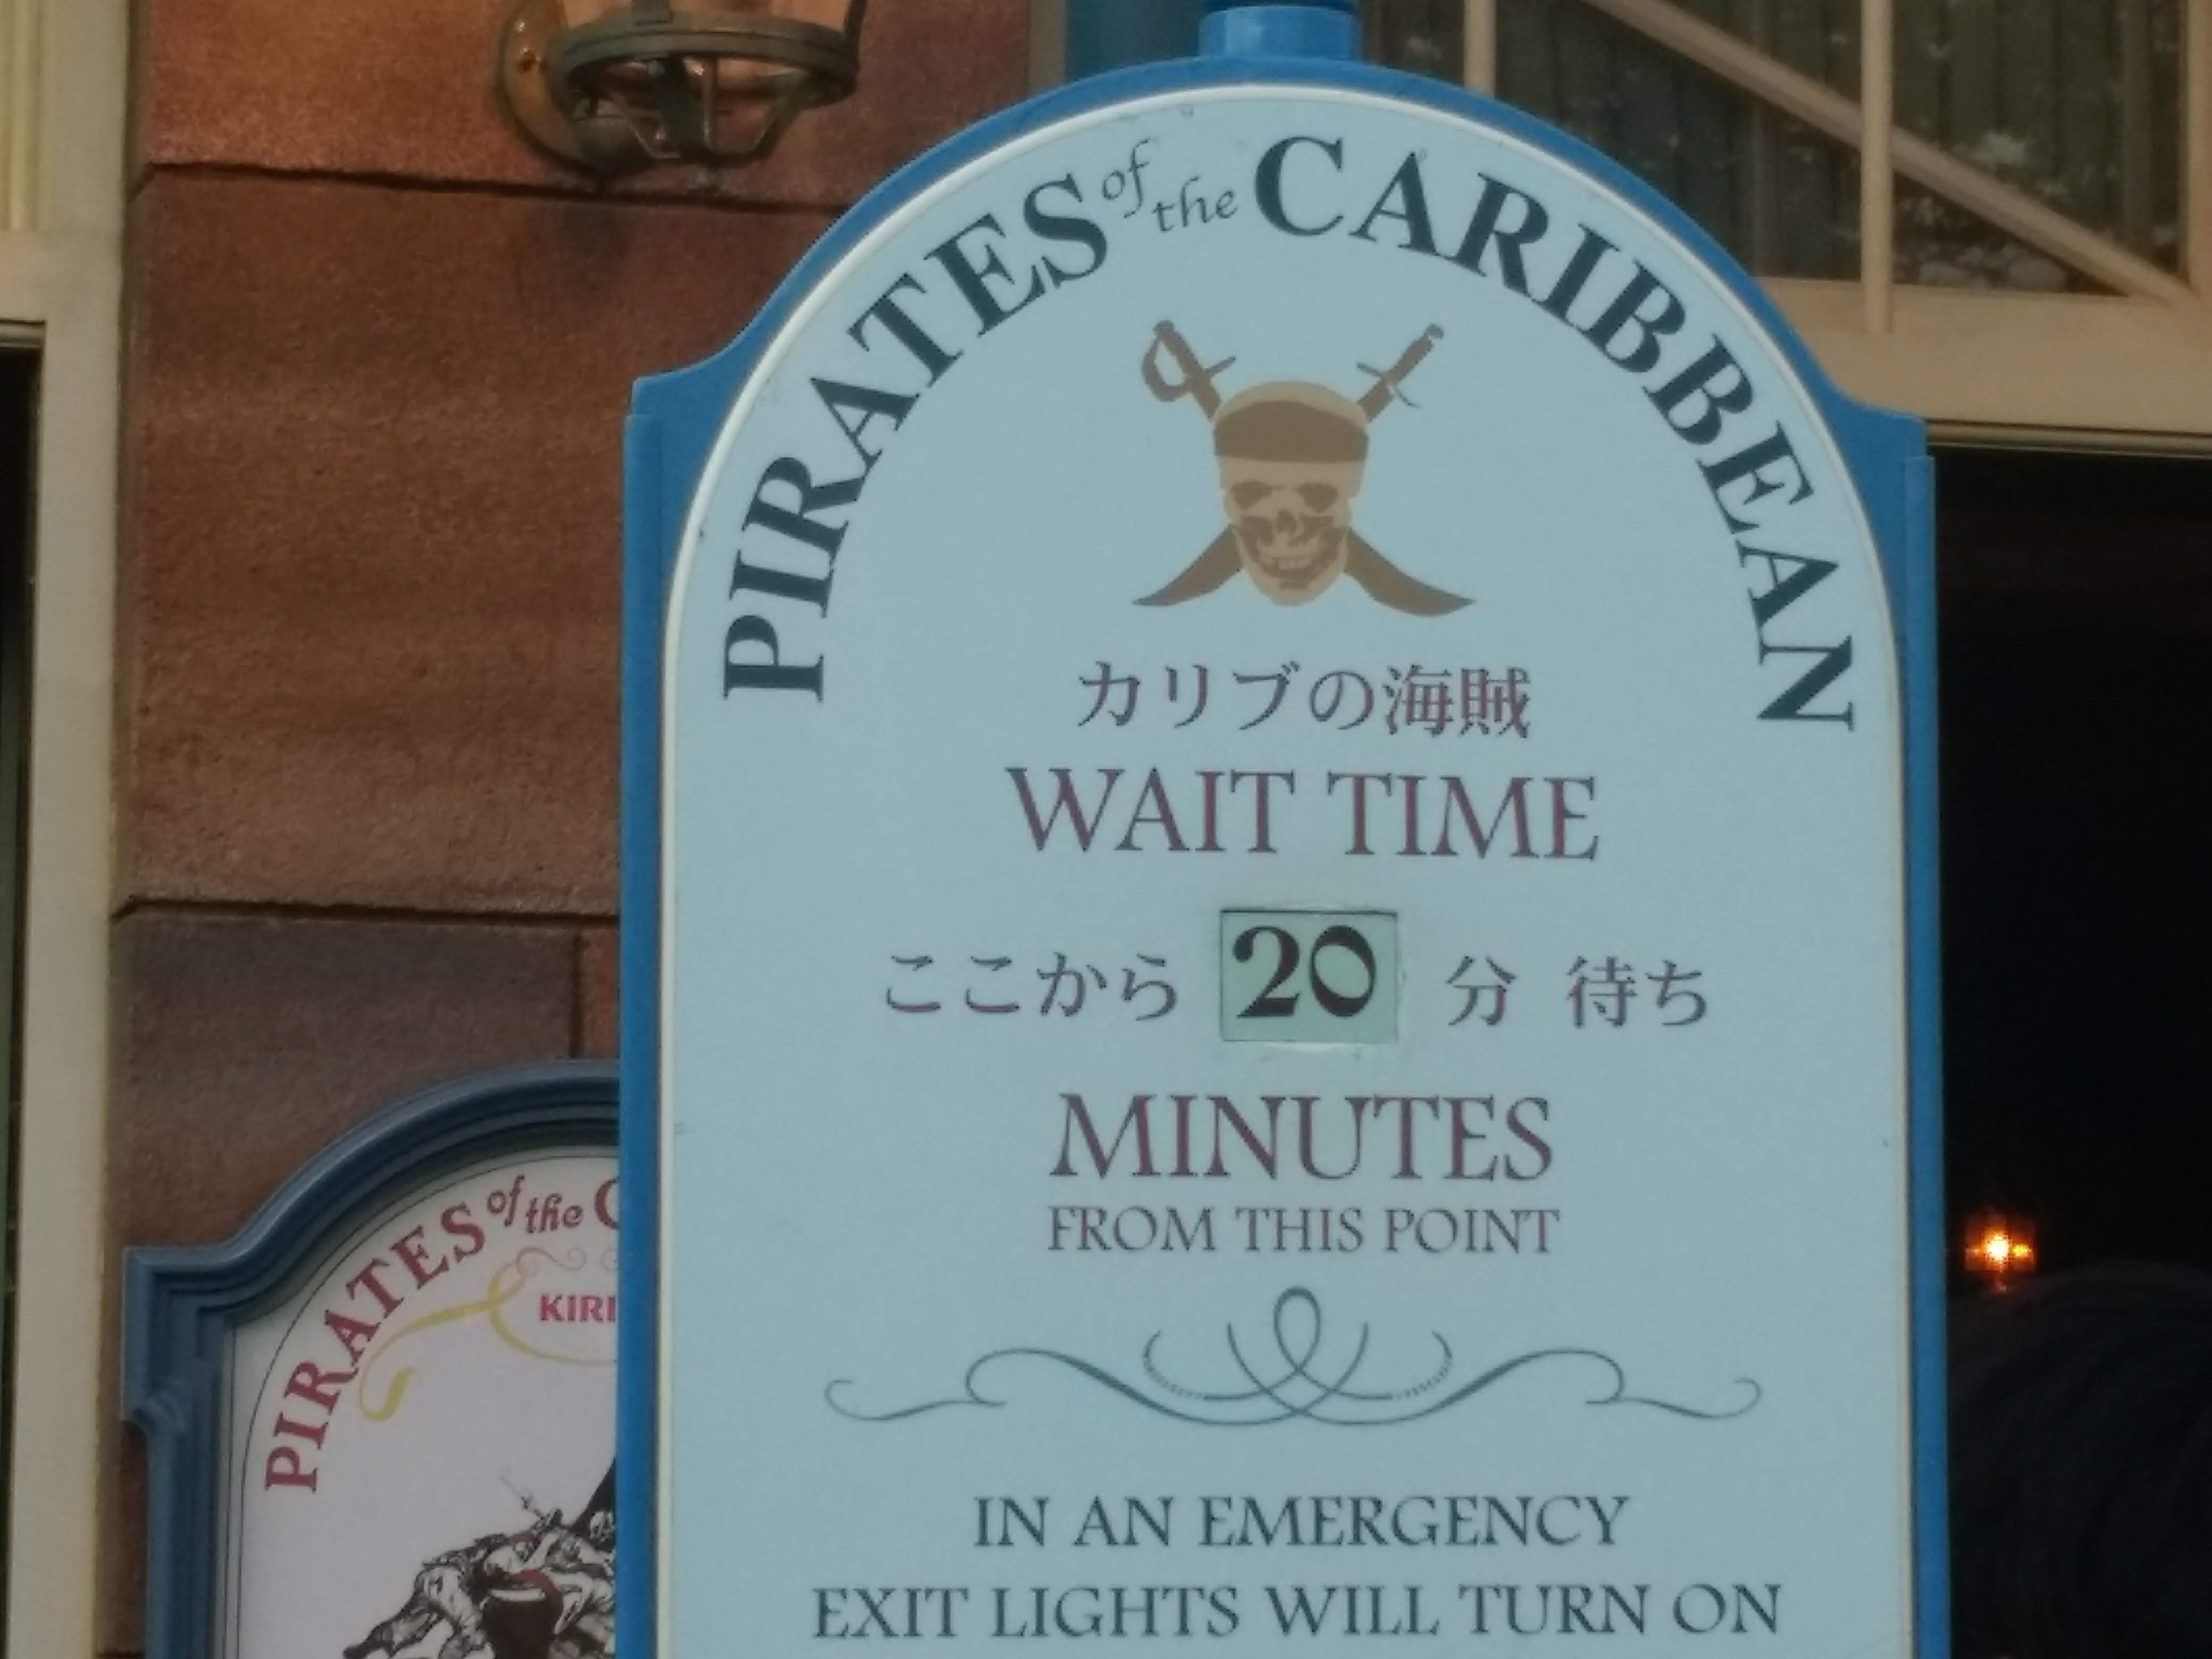 PIRATES of the CARIBBEAN
カリブの海賊
WAIT TIME
ここから 20 分 待ち
MINUTES
FROM THIS POINT
IN AN EMERGENCY
EXIT LIGHTS WILL TURN ON
PIRATES of the C
KIRI